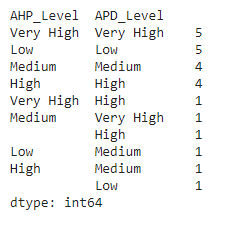 AHP_Level  APD_Level
Very High  Very High    5
Low        Low          5
Medium     Medium       4
High       High         4
Very High  High         1
Medium     Very High    1
           High         1
Low        Medium       1
High       Medium       1
           Low          1
dtype: int64